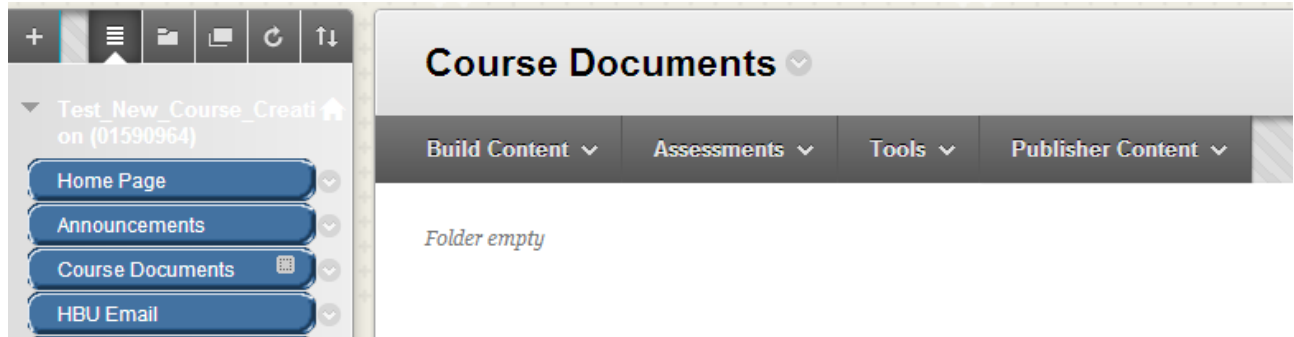 Test_New_Course_Creati
on (01590964)
Home Page
Announcements
Course Documents
HBU Email
Course Documents
Build Content
Assessments
Tools
Publisher Content
Folder empty